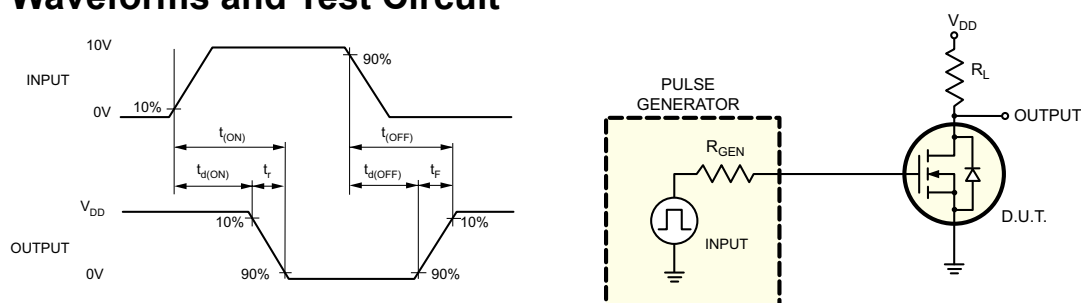 Waveforms and Test Circuit
10V
90%
INPUT
0V
10%
t(ON)
t(OFF)
td(ON)
tr
td(OFF)
tF
VDD
10%
10%
OUTPUT
0V
90%
90%
VDD
RL
PULSE
GENERATOR
OUTPUT
RGEN
D.U.T.
INPUT